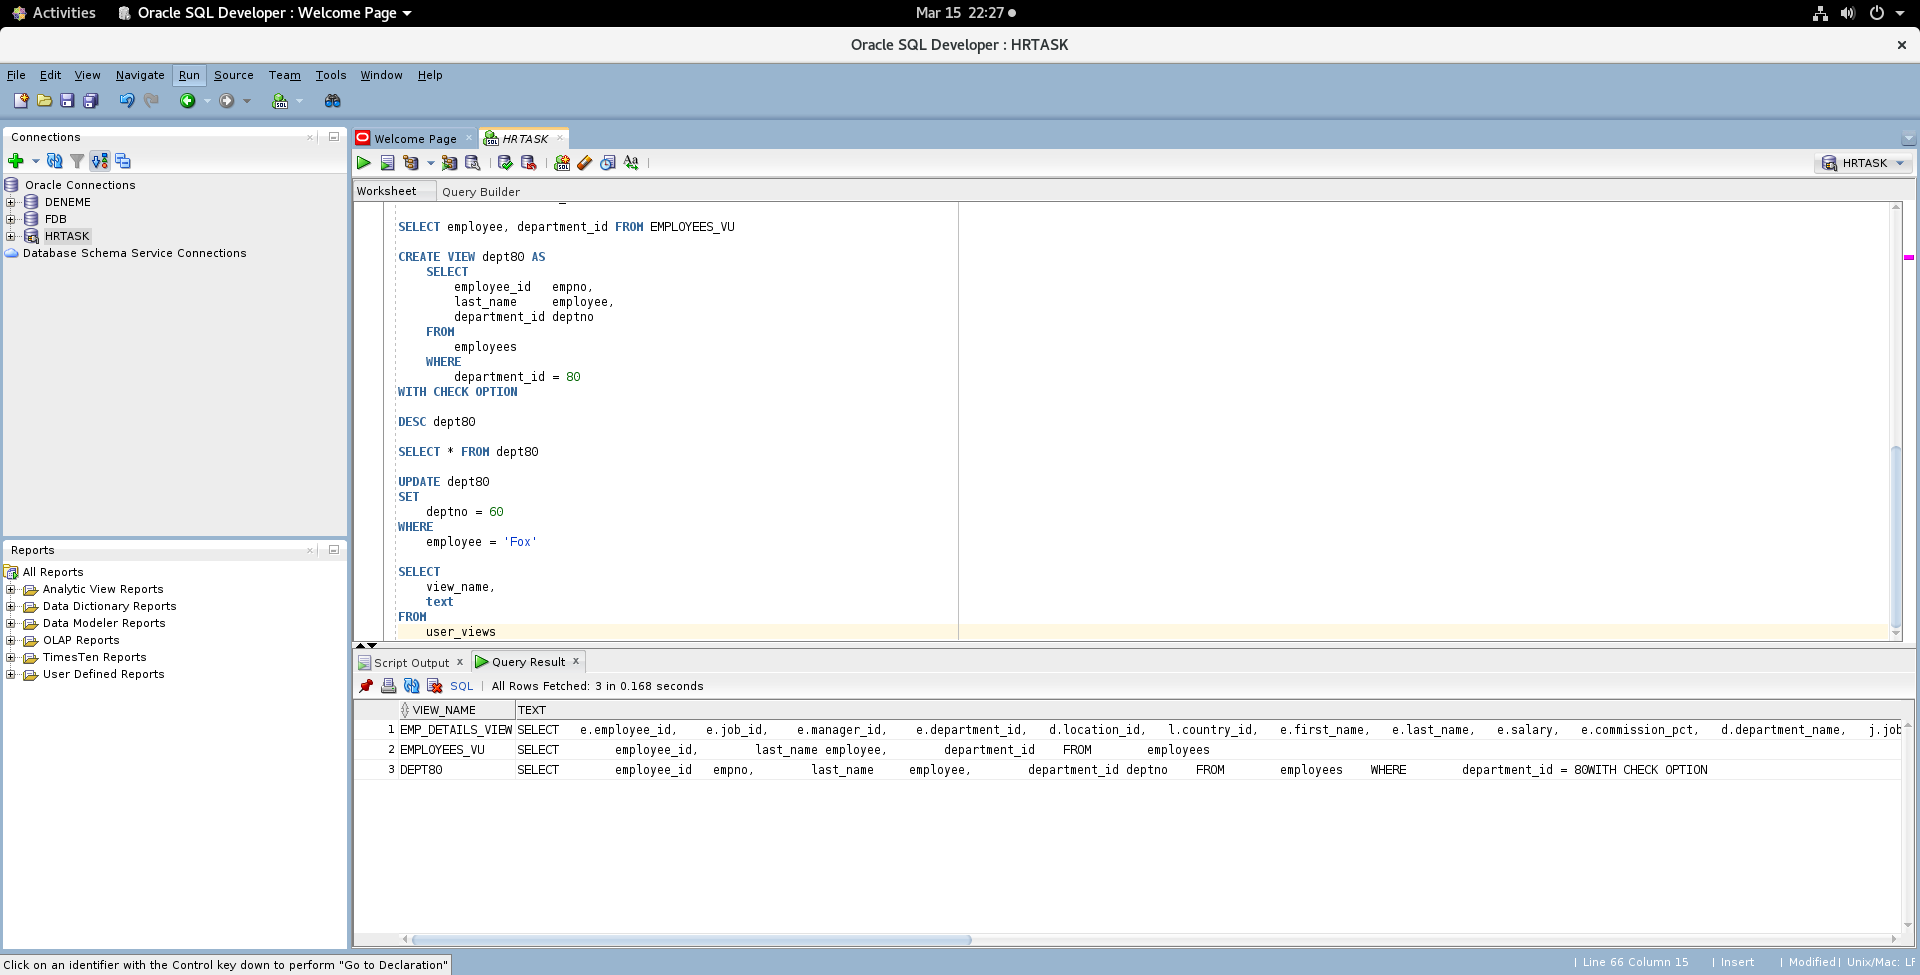 Activities
Oracle SQL Developer : Welcome Page
Mar 15 22:27
Oracle SQL Developer : HRTASK
File Edit View Navigate Run Source Team Tools Window Help
Connections
Oracle Connections
DENEME
FDB
HRTASK
Database Schema Service Connections
Reports
All Reports
Analytic View Reports
Data Dictionary Reports
Data Modeler Reports
OLAP Reports
TimesTen Reports
User Defined Reports
Welcome Page
HRTASK
HRTASK
Worksheet
Query Builder
SELECT employee, department_id FROM EMPLOYEES_VU
CREATE VIEW dept80 AS
SELECT
employee_id empno,
last_name employee,
department_id deptno
FROM
employees
WHERE
department_id = 80
WITH CHECK OPTION
DESC dept80
SELECT * FROM dept80
UPDATE dept80
SET
deptno = 60
WHERE
employee = 'Fox'
SELECT
view_name,
text
FROM
user_views
Script Output
Query Result
SQL
All Rows Fetched: 3 in 0.168 seconds
VIEW_NAME TEXT
1 EMP_DETAILS_VIEW SELECT e.employee_id, e.job_id, e.manager_id, e.department_id, d.location_id, l.country_id, e.first_name, e.last_name, e.salary, e.commission_pct, d.department_name, j.job
2 EMPLOYEES_VU SELECT employee_id, last_name employee, department_id FROM employees
3 DEPT80 SELECT employee_id empno, last_name employee, department_id deptno FROM employees WHERE department_id = 80WITH CHECK OPTION
Click on an identifier with the Control key down to perform "Go to Declaration"
Line 66 Column 15 | Insert | Modified | Unix/Mac: LF